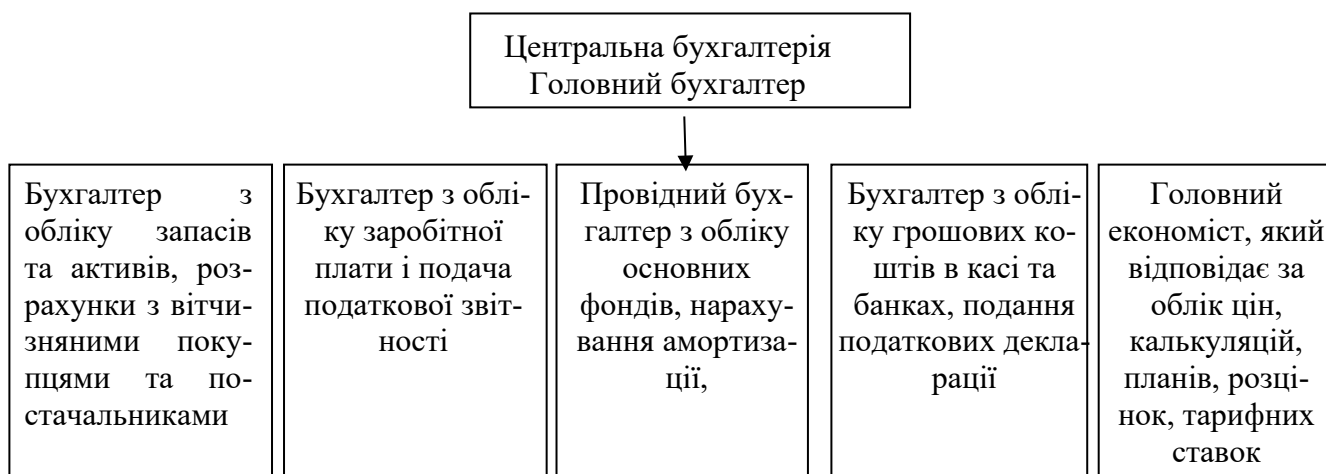 Центральна бухгалтерія
Головний бухгалтер
Бухгалтер з
обліку запасів
та активів, роз-
рахунки з вітчи-
зняними поку-
пцями та по-
стачальниками
Бухгалтер з облі-
ку заробітної
плати і подача
податкової звіт-
ності
Провідний бух-
галтер з обліку
основних
фондів, нараху-
вання амортиза-
ції,
Бухгалтер з облі-
ку грошових ко-
штів в касі та
банках, подання
податкових декла-
рації
Головний
економіст, який
відповідає за
облік цін,
калькуляцій,
планів, розці-
нок, тарифних
ставок